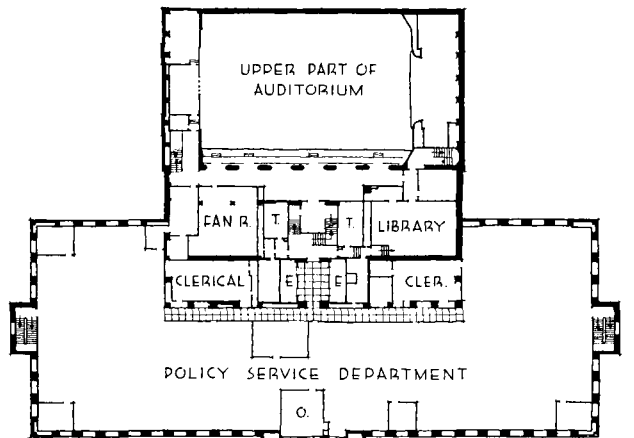 UPPER PART OF
AUDITORIUM
FAN R.
T.
T.
LIBRARY
CLERICAL
E
E
CLER.
POLICY SERVICE DEPARTMENT
O.